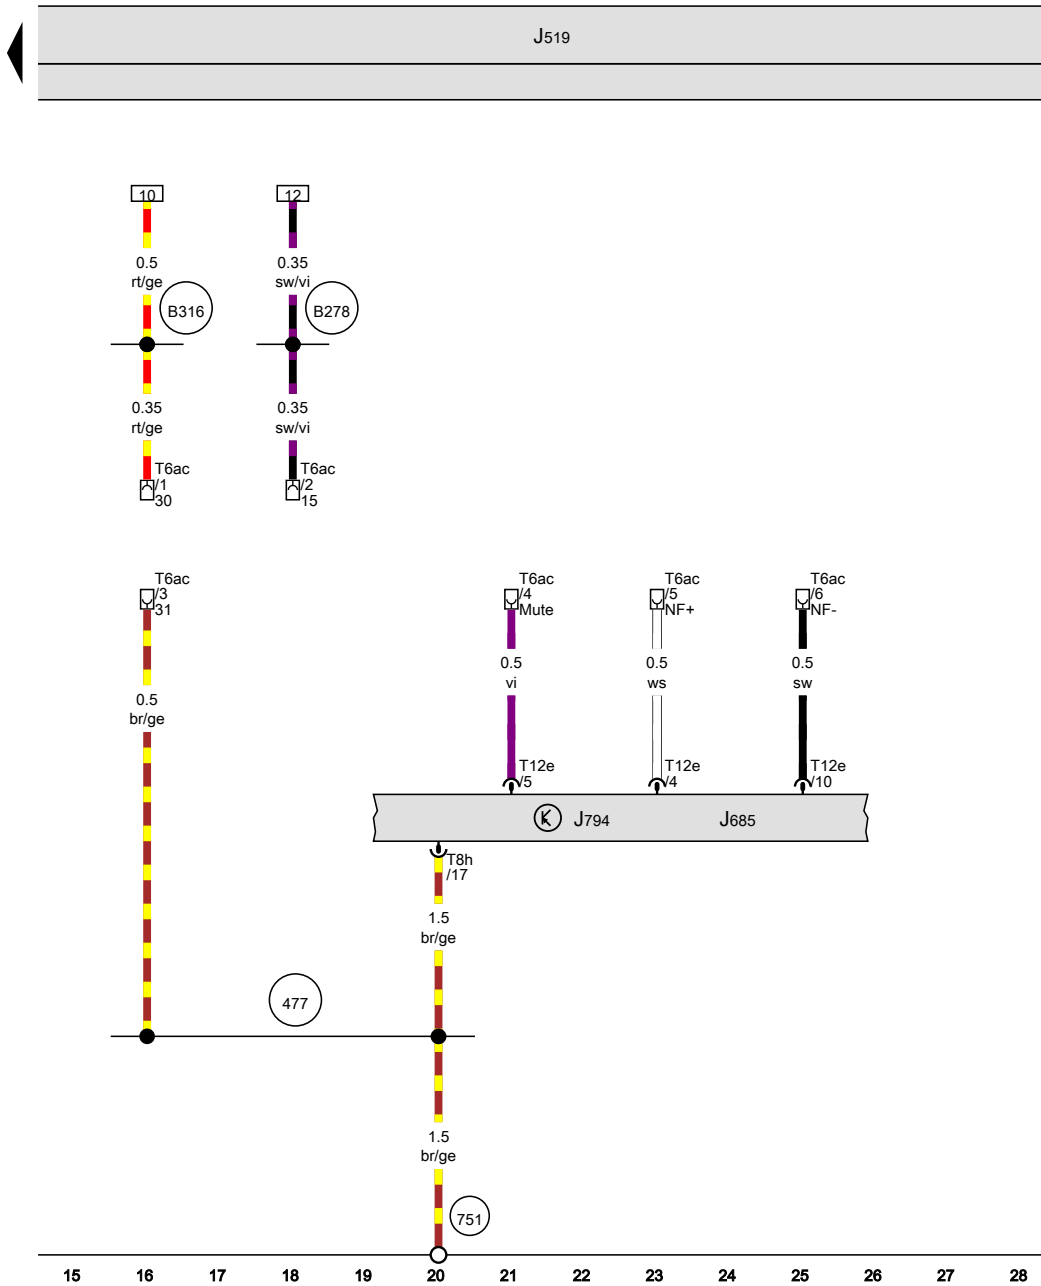 J519
10
12
0.5
rt/ge
0.35
sw/vi
B316
B278
0.35
rt/ge
0.35
sw/vi
T6ac
/1
30
T6ac
/2
15
T6ac
/3
31
T6ac
/4
Mute
T6ac
/5
NF+
T6ac
/6
NF-
0.5
vi
0.5
ws
0.5
sw
0.5
br/ge
T12e
/5
T12e
/4
T12e
/10
K
J794
J685
T8h
/17
1.5
br/ge
477
1.5
br/ge
751
15 16 17 18 19 20 21 22 23 24 25 26 27 28